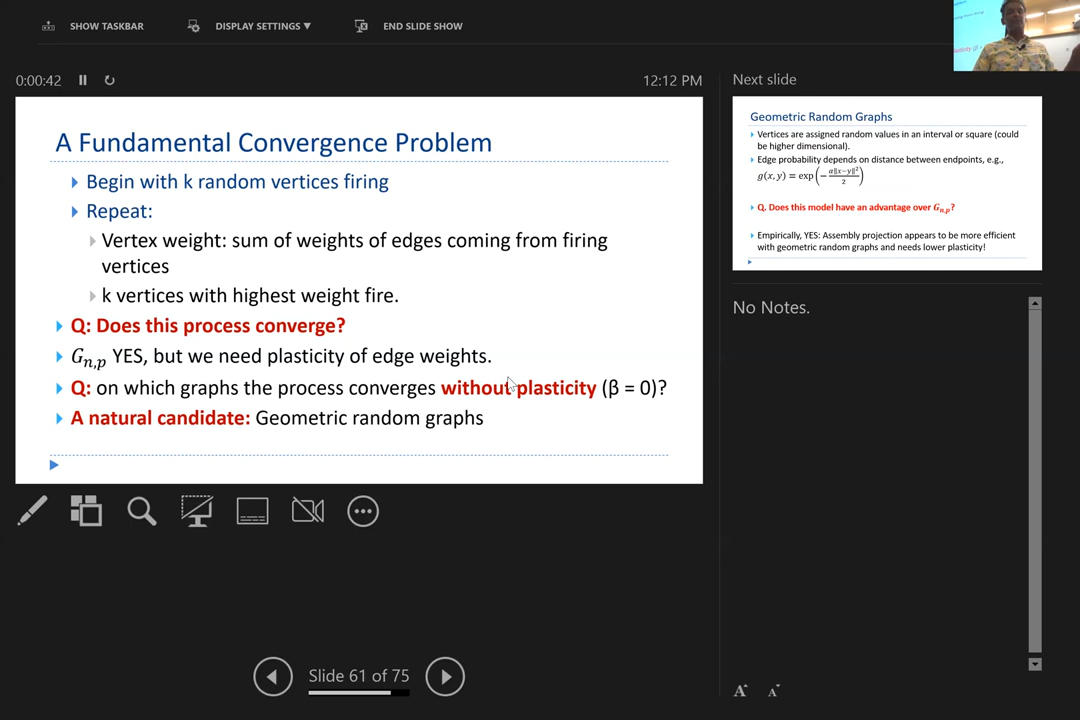 SHOW TASKBAR DISPLAY SETTINGS ▼ END SLIDE SHOW
0:00:42 12:12 PM
A Fundamental Convergence Problem
Begin with k random vertices firing
Repeat:
Vertex weight: sum of weights of edges coming from firing
vertices
k vertices with highest weight fire.
Q: Does this process converge?
G_{n,p} YES, but we need plasticity of edge weights.
Q: on which graphs the process converges without plasticity (β = 0)?
A natural candidate: Geometric random graphs
Slide 61 of 75
Next slide
Geometric Random Graphs
Vertices are assigned random values in an interval or square (could
be higher dimensional).
Edge probability depends on distance between endpoints, e.g.,
g(x, y) = exp(−α‖x−y‖²/2)
Q. Does this model have an advantage over G_{n,p}?
Empirically, YES: Assembly projection appears to be more efficient
with geometric random graphs and needs lower plasticity!
No Notes.
A A